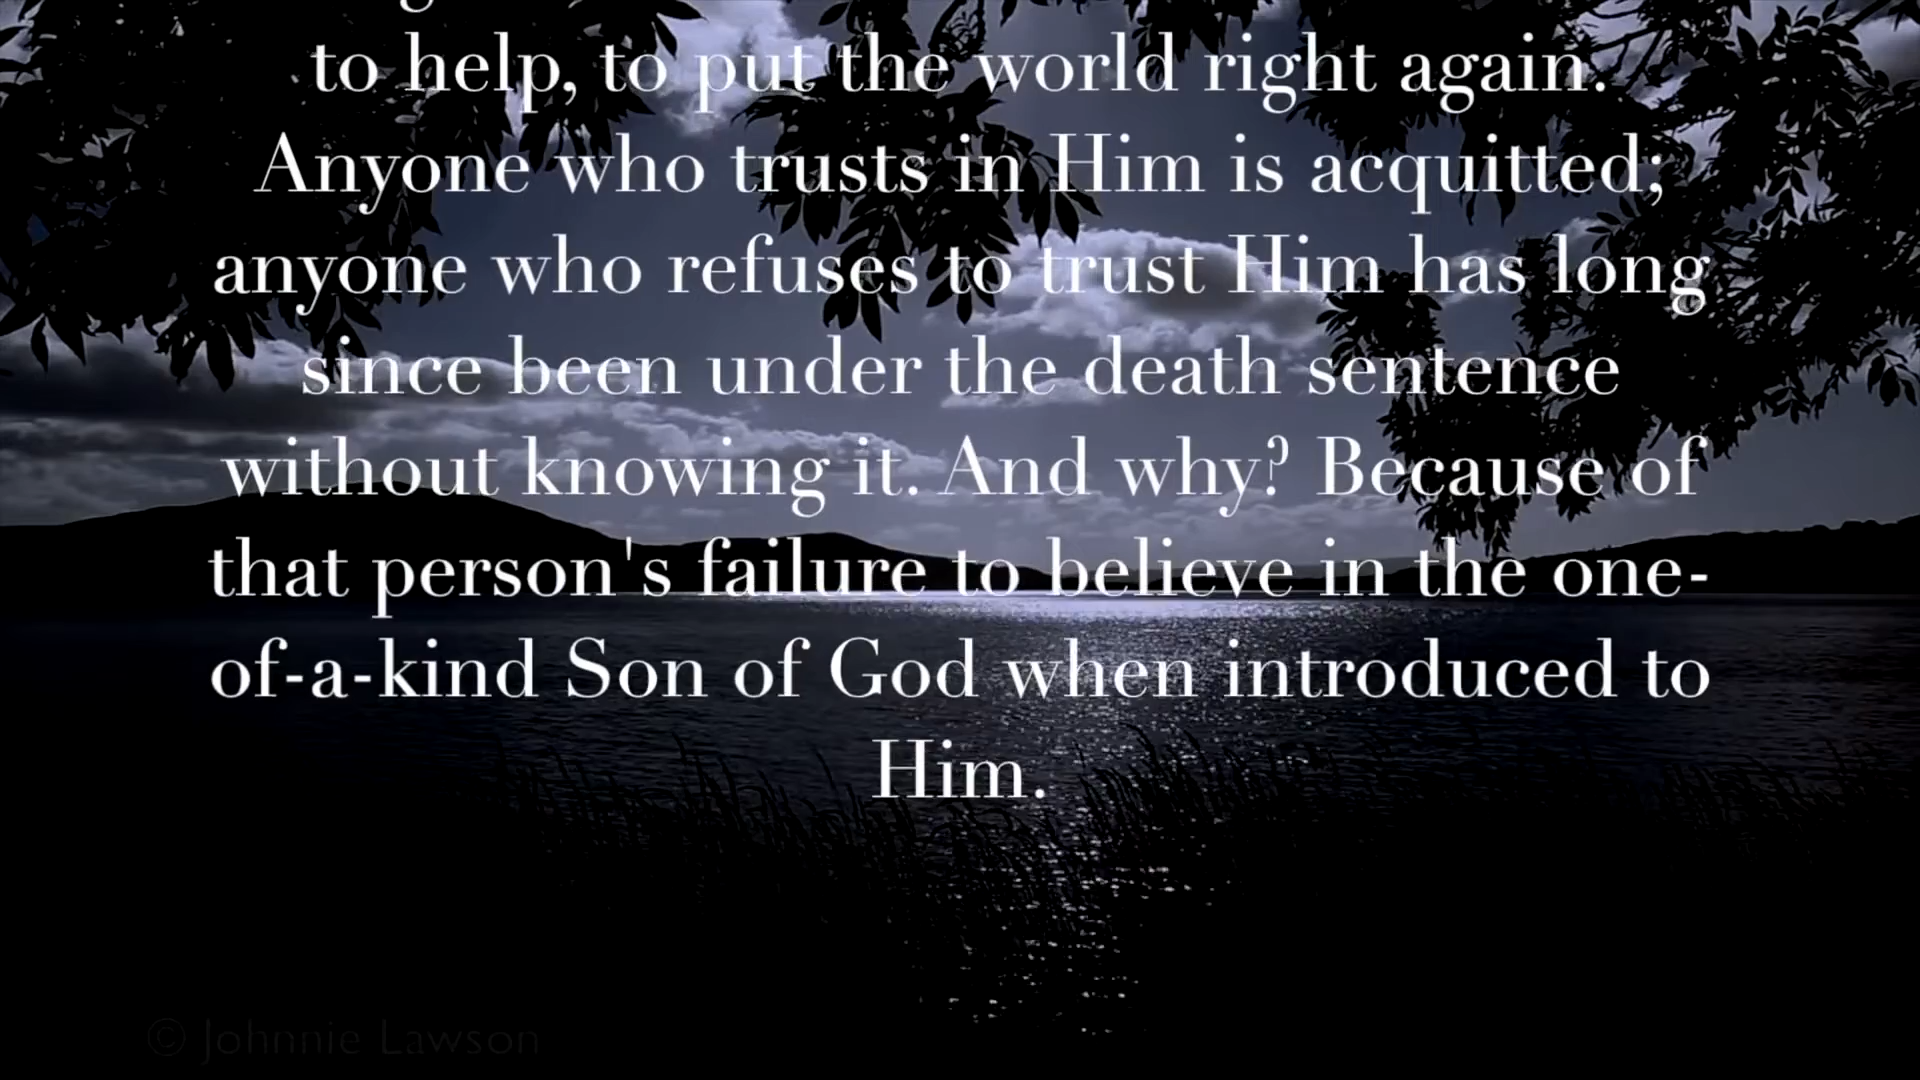 to help, to put the world right again.
Anyone who trusts in Him is acquitted;
anyone who refuses to trust Him has long
since been under the death sentence
without knowing it. And why? Because of
that person's failure to believe in the one-
of-a-kind Son of God when introduced to
Him.
© Johnnie Lawson